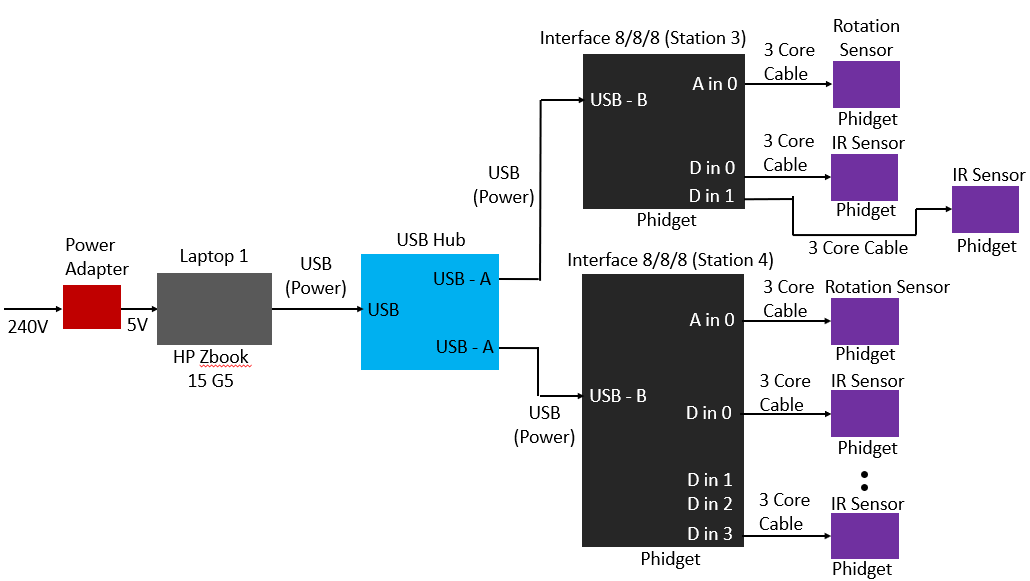 240V
Power
Adapter
5V
Laptop 1
HP Zbook
15 G5
USB
(Power)
USB Hub
USB - A
USB
USB - A
USB
(Power)
USB
(Power)
Interface 8/8/8 (Station 3)
USB - B
A in 0
D in 0
D in 1
Phidget
3 Core
Cable
Rotation
Sensor
Phidget
3 Core
Cable
IR Sensor
Phidget
3 Core Cable
IR Sensor
Phidget
Interface 8/8/8 (Station 4)
USB - B
A in 0
D in 0
D in 1
D in 2
D in 3
Phidget
3 Core
Cable
Rotation Sensor
Phidget
3 Core
Cable
IR Sensor
Phidget
3 Core
Cable
IR Sensor
Phidget